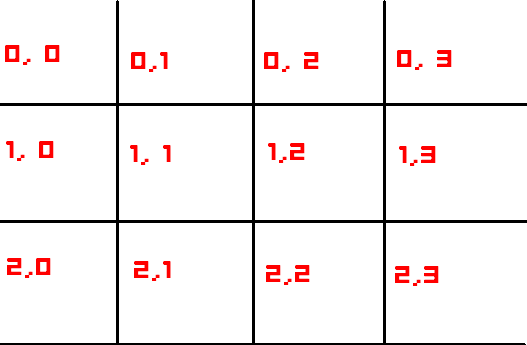 0, 0 0,1 0, 2 0, 3
1, 0 1, 1 1,2 1,3
2,0 2,1 2,2 2,3